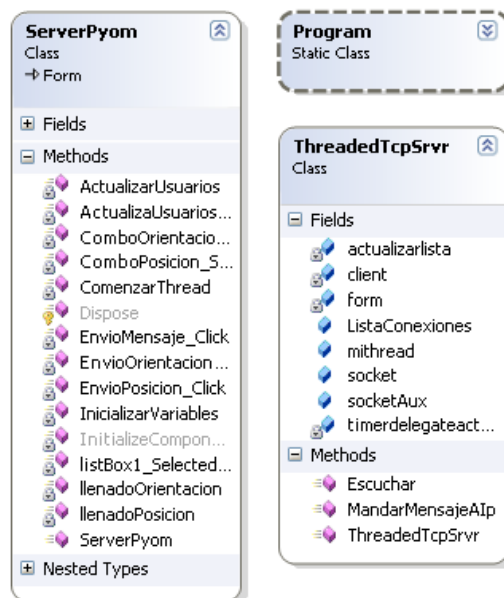 ServerPyom
Class
Form
Fields
Methods
ActualizarUsuarios
ActualizaUsuarios...
ComboOrientacio...
ComboPosicion_S...
ComenzarThread
Dispose
EnvioMensaje_Click
EnvioOrientacion...
EnvioPosicion_Click
InicializarVariables
InitializeCompon...
listBox1_Selected...
llenadoOrientacion
llenadoPosicion
ServerPyom
Nested Types
Program
Static Class
ThreadedTcpSrvr
Class
Fields
actualizarlista
client
form
ListaConexiones
mithread
socket
socketAux
timerdelegateact...
Methods
Escuchar
MandarMensajeAIp
ThreadedTcpSrvr